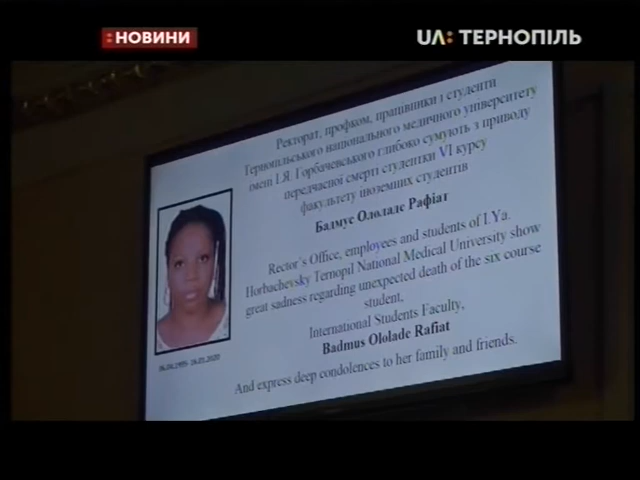 :НОВИНИ
UA: ТЕРНОПІЛЬ
Ректорат, профком, працівники і студенти
Тернопільського національного медичного університету
імені І.Я. Горбачевського глибоко сумують з приводу
передчасної смерті студентки VI курсу
факультету іноземних студентів
Бадмус Ололаде Рафіат
Rector's Office, employees and students of I.Ya.
Horbachevsky Ternopil National Medical University show
great sadness regarding unexpected death of the six course
student,
International Students Faculty,
Badmus Ololade Rafiat
And express deep condolences to her family and friends.